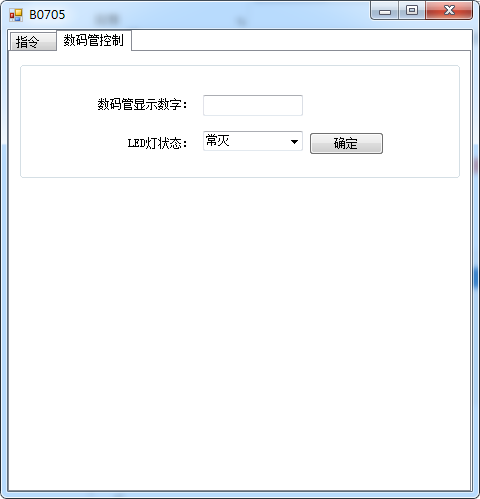 B0705
指令
数码管控制
数码管显示数字：
LED灯状态：
常灭
确定